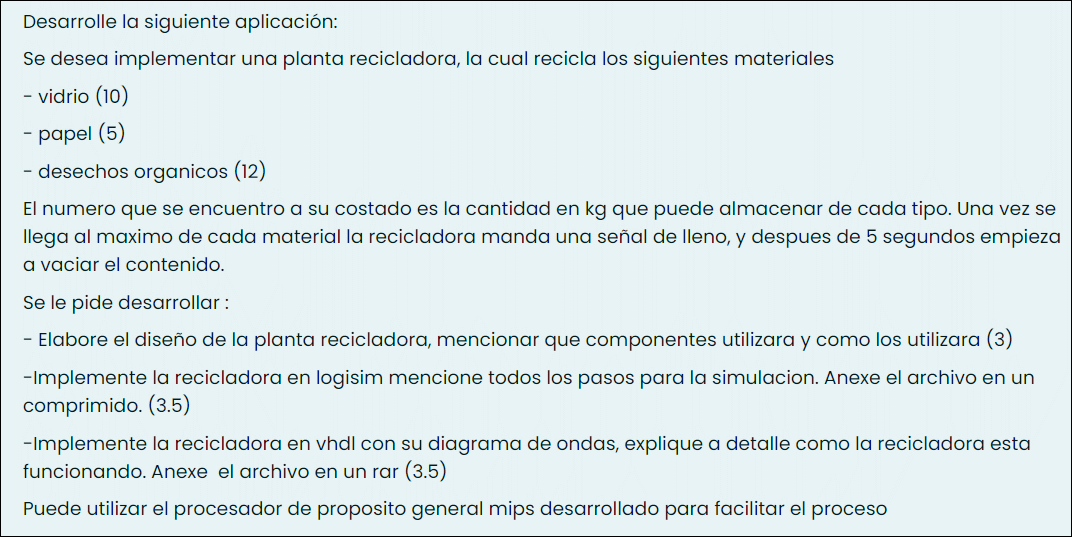 Desarrolle la siguiente aplicación:
Se desea implementar una planta recicladora, la cual recicla los siguientes materiales
- vidrio (10)
- papel (5)
- desechos organicos (12)
El numero que se encuentro a su costado es la cantidad en kg que puede almacenar de cada tipo. Una vez se
llega al maximo de cada material la recicladora manda una señal de lleno, y despues de 5 segundos empieza
a vaciar el contenido.
Se le pide desarrollar :
- Elabore el diseño de la planta recicladora, mencionar que componentes utilizara y como los utilizara (3)
-Implemente la recicladora en logisim mencione todos los pasos para la simulacion. Anexe el archivo en un
comprimido. (3.5)
-Implemente la recicladora en vhdl con su diagrama de ondas, explique a detalle como la recicladora esta
funcionando. Anexe  el archivo en un rar (3.5)
Puede utilizar el procesador de proposito general mips desarrollado para facilitar el proceso